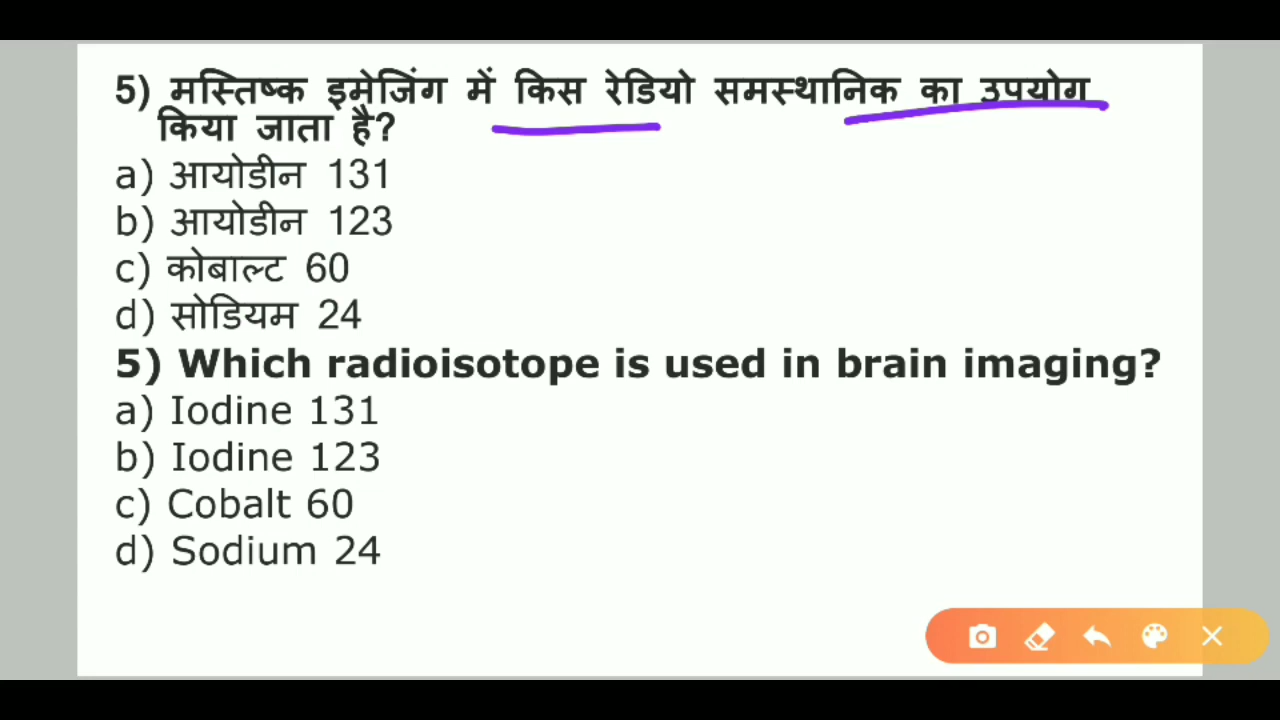 5) मस्तिष्क इमेजिंग में किस रेडियो समस्थानिक का उपयोग
किया जाता है?
a) आयोडीन 131
b) आयोडीन 123
c) कोबाल्ट 60
d) सोडियम 24
5) Which radioisotope is used in brain imaging?
a) Iodine 131
b) Iodine 123
c) Cobalt 60
d) Sodium 24